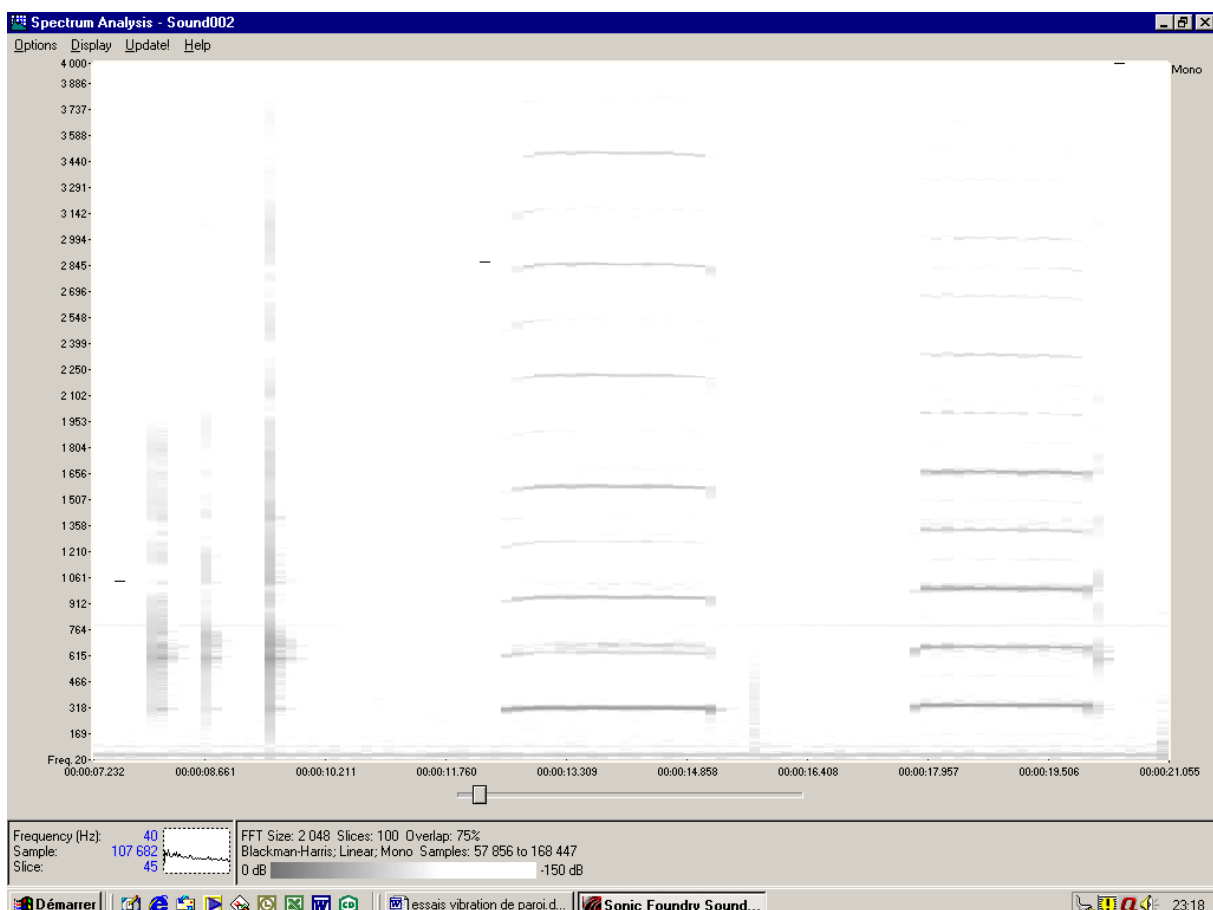 Spectrum Analysis - Sound002
Options Display Update! Help
4 000
Mono
3 886
3 737
3 588
3 440
3 291
3 142
2 994
2 845
2 696
2 548
2 399
2 250
2 102
1 953
1 804
1 656
1 507
1 358
1 210
1 061
912
764
615
466
318
169
Freq. 20
00:00:07.232 00:00:08.661 00:00:10.211 00:00:11.760 00:00:13.309 00:00:14.858 00:00:16.408 00:00:17.957 00:00:19.506 00:00:21.055
Frequency (Hz): 40
Sample: 107 682
Slice: 45
FFT Size: 2 048 Slices: 100 Overlap: 75%
Blackman-Harris; Linear; Mono Samples: 57 856 to 168 447
0 dB -150 dB
Démarrer essais vibration de paroi.d... Sonic Foundry Sound... 23:18